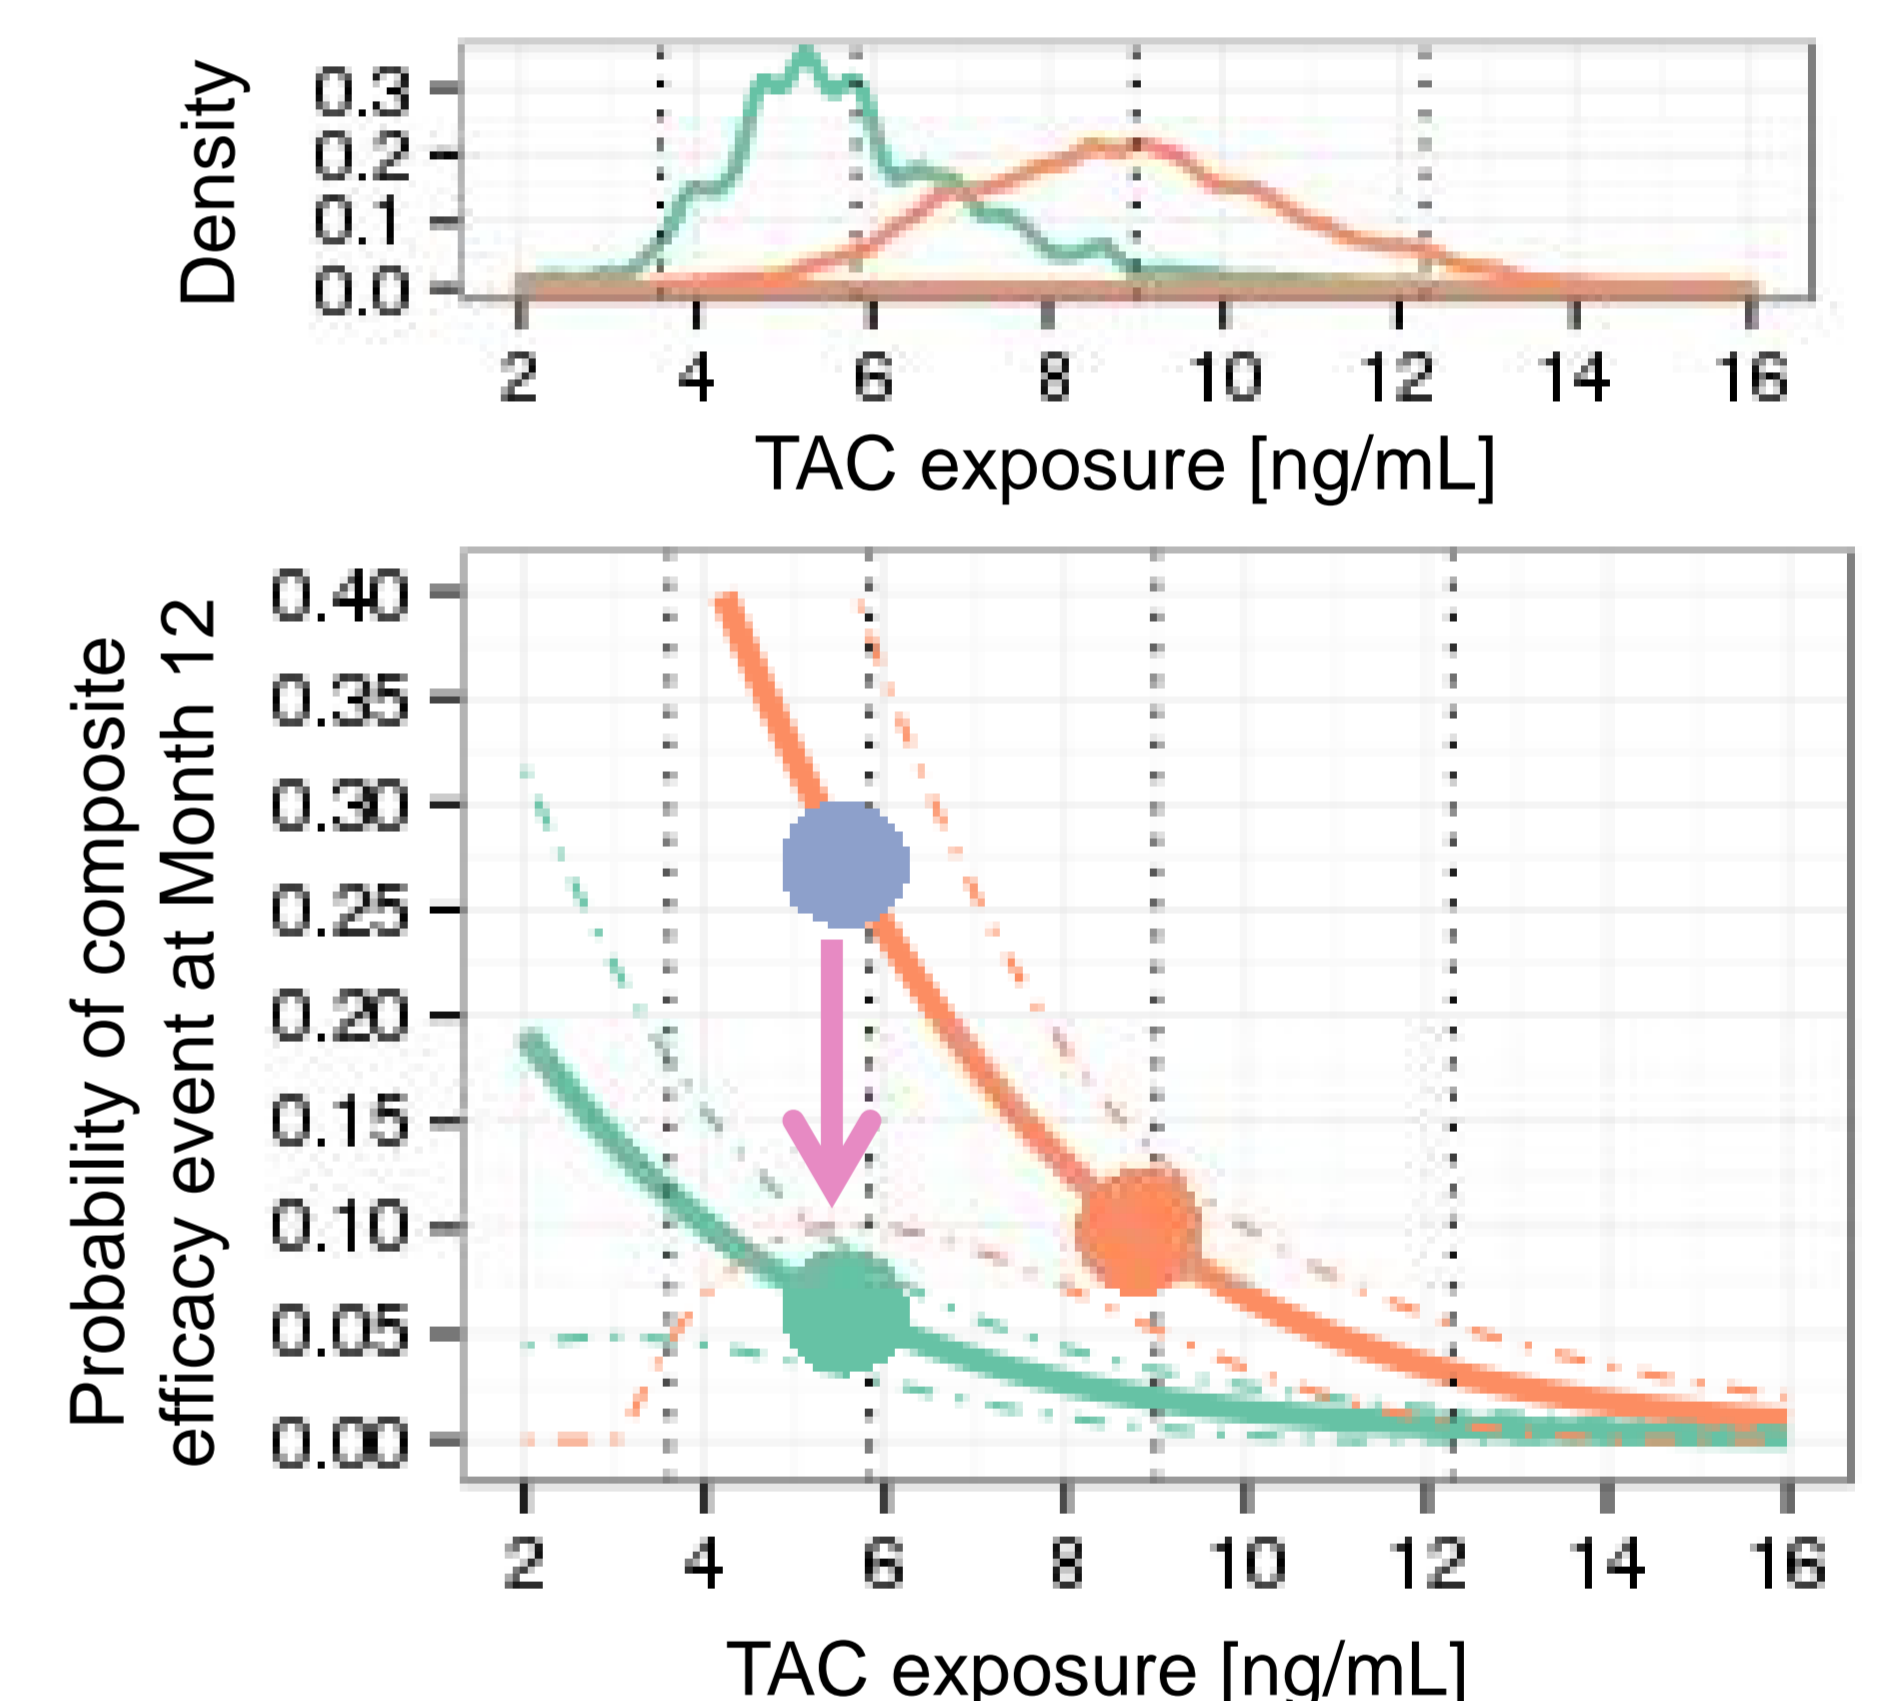 Density
0.3
0.2
0.1
0.0
2 4 6 8 10 12 14 16
TAC exposure [ng/mL]
Probability of composite
efficacy event at Month 12
0.40
0.35
0.30
0.25
0.20
0.15
0.10
0.05
0.00
2 4 6 8 10 12 14 16
TAC exposure [ng/mL]